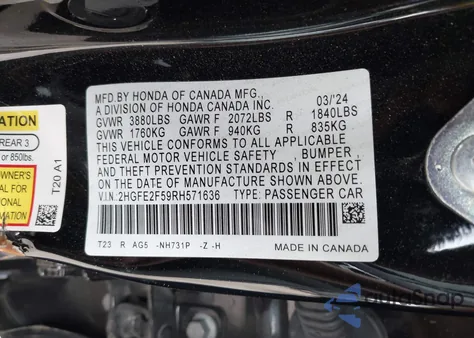 MFD.BY HONDA OF CANADA MFG.,
A DIVISION OF HONDA CANADA INC. 03/'24
GVWR 3880LBS GAWR F 2072LBS R 1840LBS
GVWR 1760KG GAWR F 940KG R 835KG
THIS VEHICLE CONFORMS TO ALL APPLICABLE
FEDERAL MOTOR VEHICLE SAFETY , BUMPER ,
AND THEFT PREVENTION STANDARDS IN EFFECT
ON THE DATE OF MANUFACTURE SHOWN ABOVE.
V.I.N. 2HGFE2F59RH571636 TYPE: PASSENGER CAR
T23 R AG5 -NH731P -Z -H
MADE IN CANADA
REAR 3
850lbs.
T20 A1